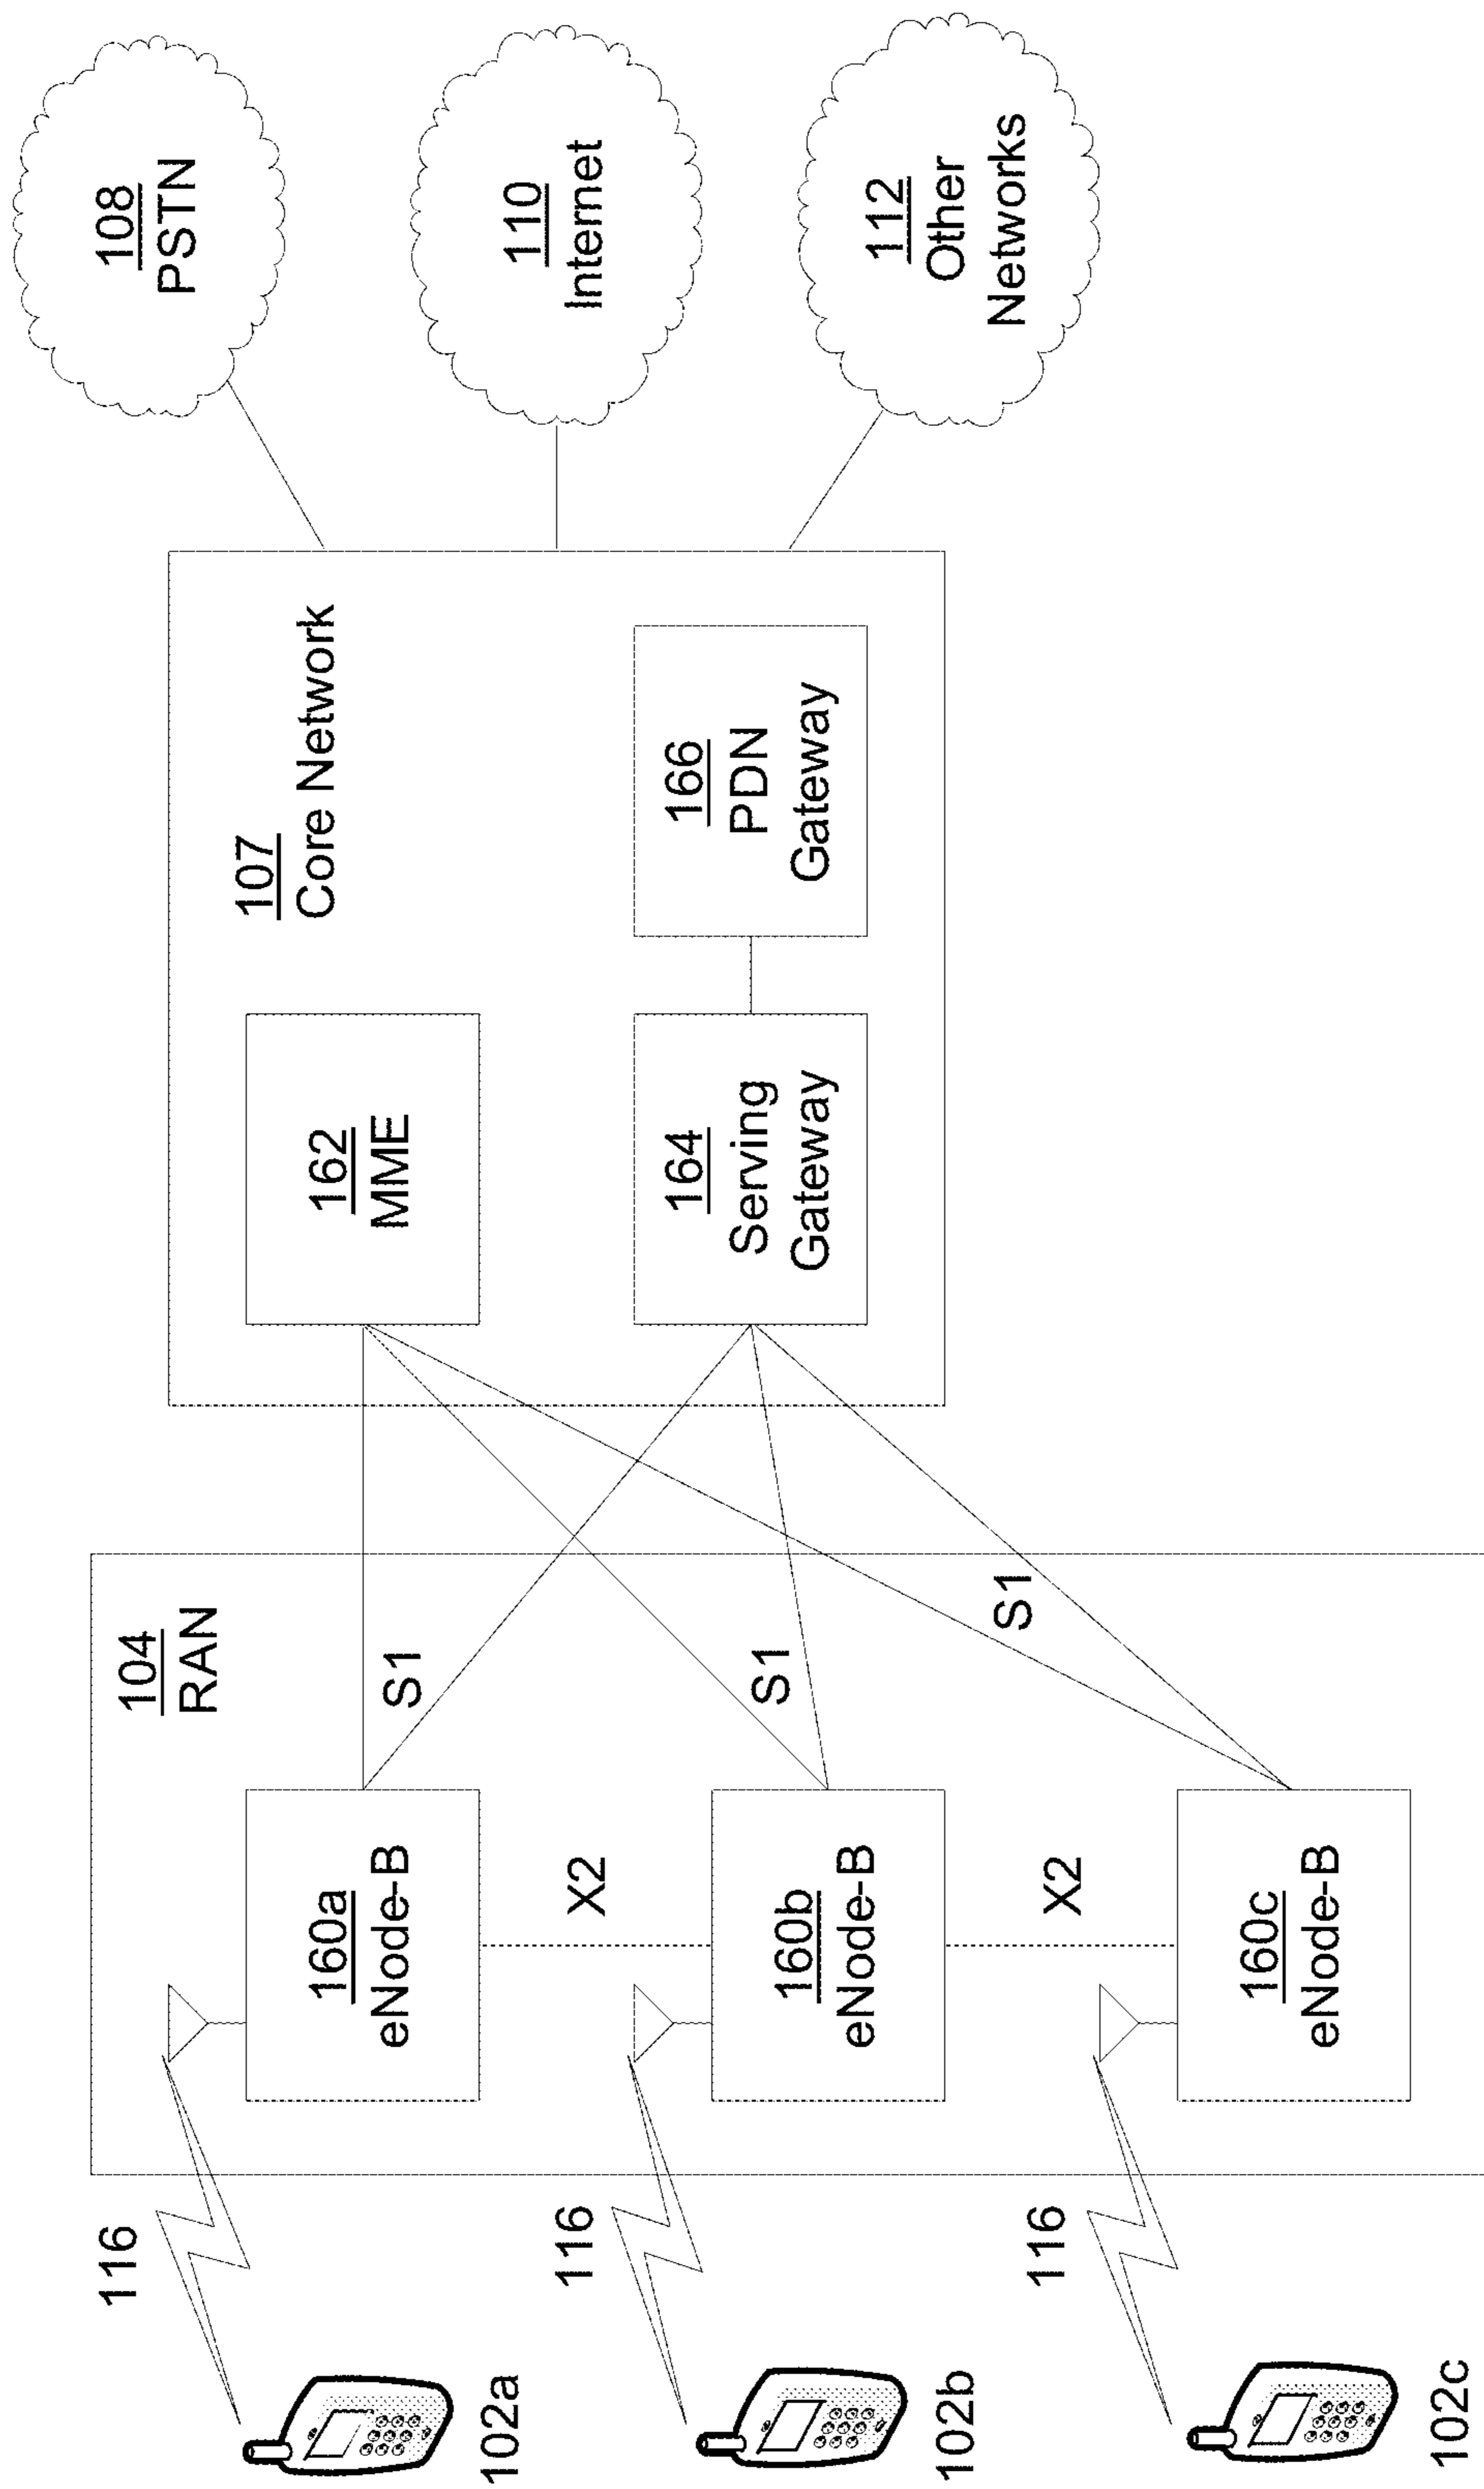 116
102a
104
RAN
160a
eNode-B
S1
X2
116
102b
160b
eNode-B
S1
X2
116
102c
160c
eNode-B
S1
107
Core Network
162
MME
164
Serving
Gateway
166
PDN
Gateway
108
PSTN
110
Internet
112
Other
Networks